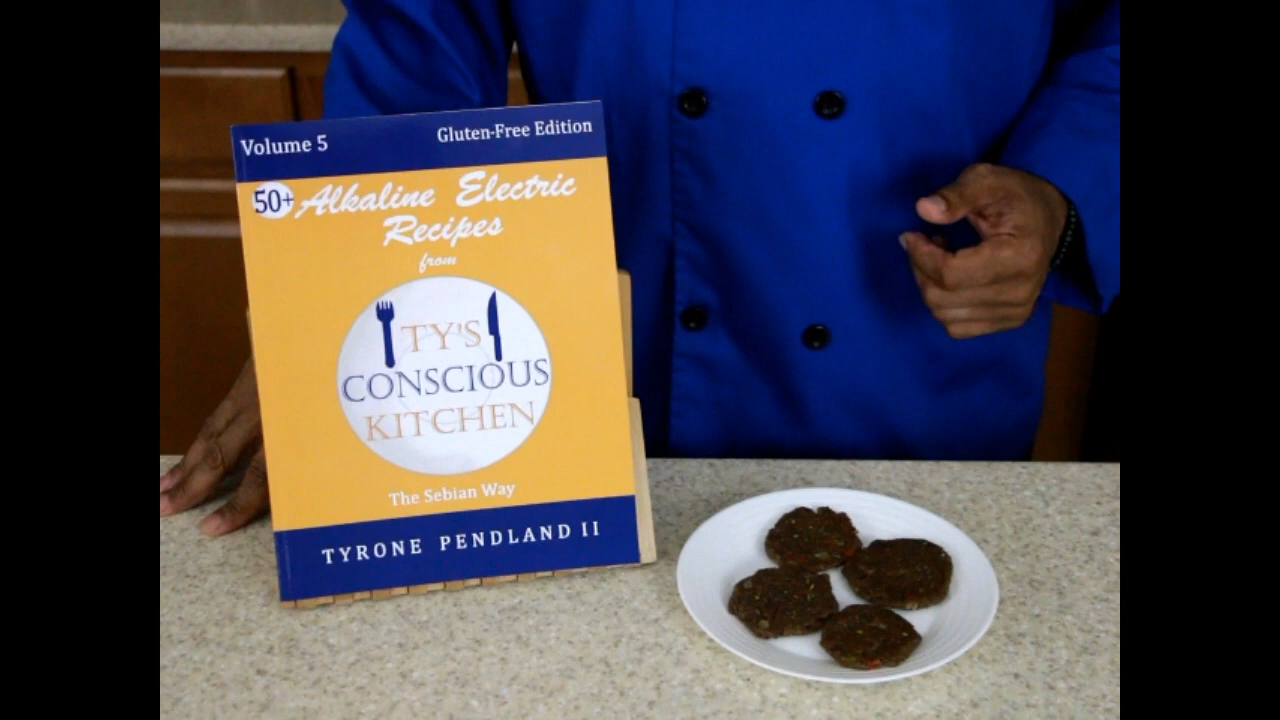 Volume 5
Gluten-Free Edition
50+ Alkaline Electric
Recipes
from
TY'S
CONSCIOUS
KITCHEN
The Sebian Way
TYRONE PENDLAND II